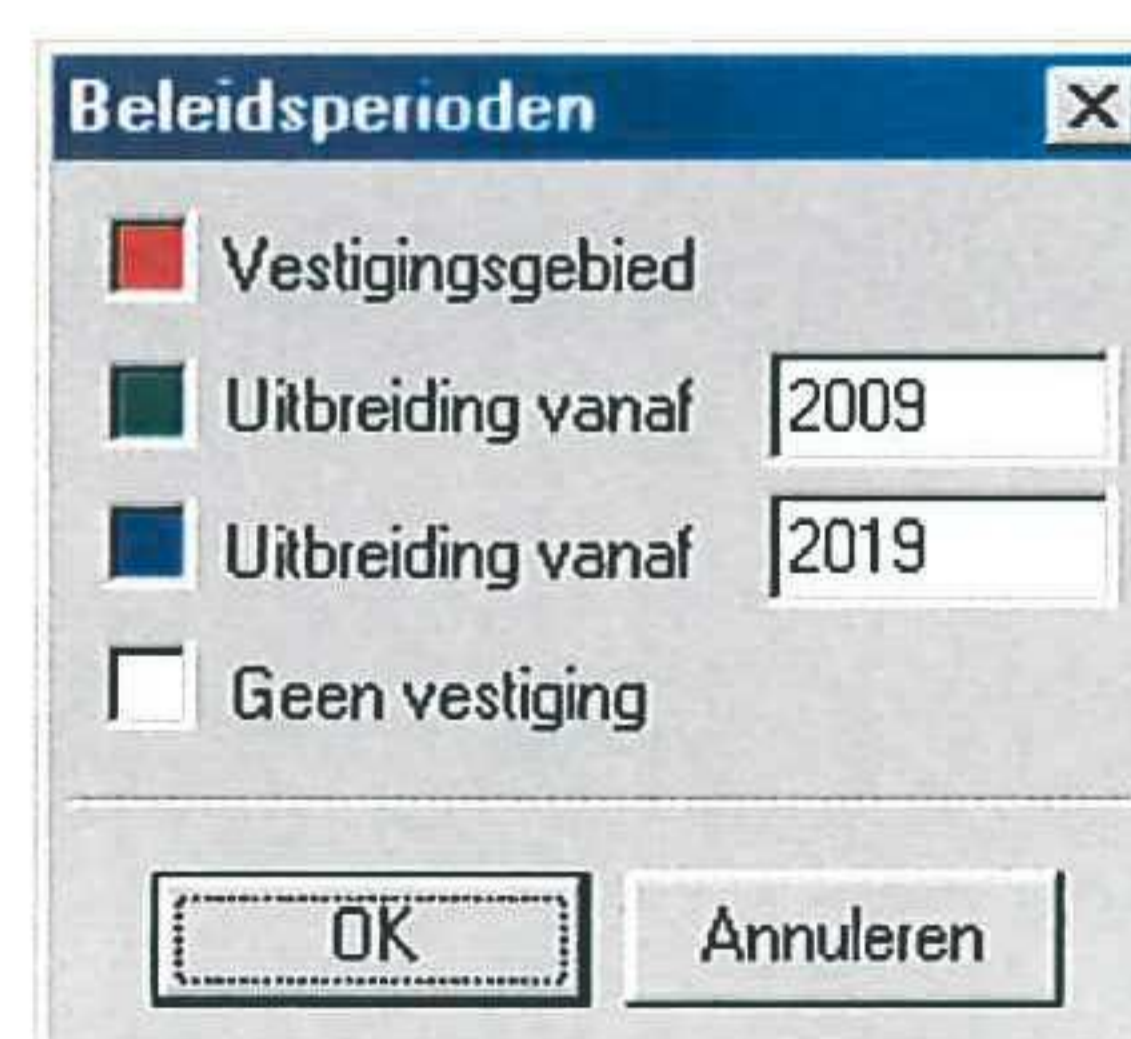 Beleidsperioden
Vestigingsgebied
Uitbreiding vanaf 2009
Uitbreiding vanaf 2019
Geen vestiging
OK Annuleren